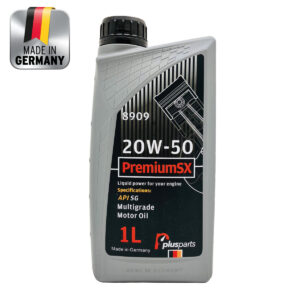 MADE IN
GERMANY
8909
20W-50
PremiumSX
Liquid power for your engine
Specifications:
API SG
Multigrade
Motor Oil
1L
plusparts
Made in Germany